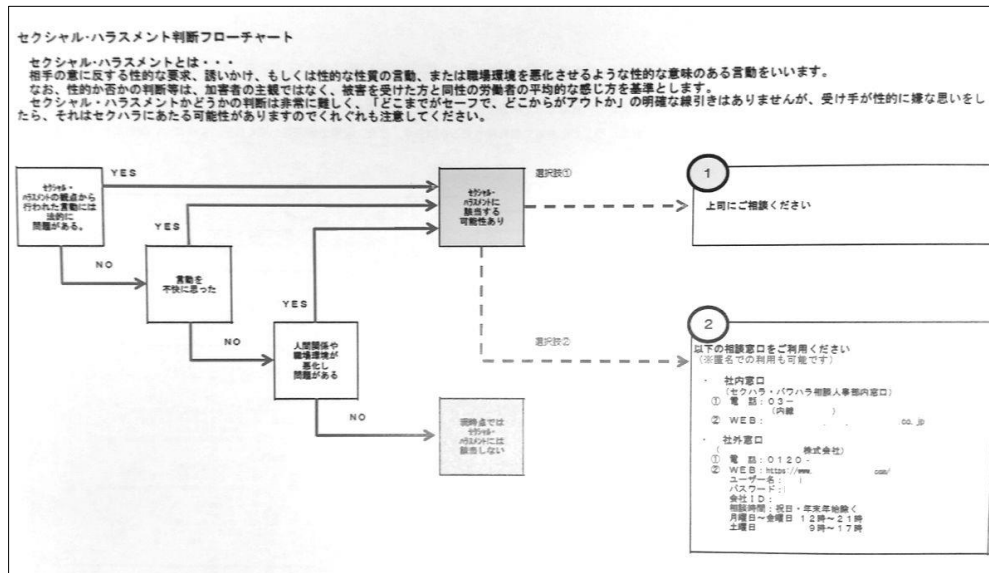 セクシャル・ハラスメント判断フローチャート
セクシャル・ハラスメントとは・・・
相手の意に反する性的な要求、誘いかけ、もしくは性的な性質の言動、または職場環境を悪化させるような性的な意味のある言動をいいます。
なお、性的か否かの判断等は、加害者の主観ではなく、被害を受けた方と同性の労働者の平均的な感じ方を基準とします。
セクシャル・ハラスメントかどうかの判断は非常に難しく、「どこまでがセーフで、どこからがアウトか」の明確な線引きはありませんが、受け手が性的に嫌な思いをし
たら、それはセクハラにあたる可能性がありますのでくれぐれも注意してください。
セクシャル・
ハラスメントの観点から
行われた言動には
法的に
問題がある。
YES
NO
言動を
不快に思った
YES
NO
人間関係や
職場環境が
悪化し
問題がある
YES
NO
セクシャル・
ハラスメントに
該当する
可能性あり
現時点では
セクシャル・
ハラスメントには
該当しない
選択肢①
1
上司にご相談ください
選択肢②
2
以下の相談窓口をご利用ください
(※匿名での利用も可能です)
・ 社内窓口
(セクハラ・パワハラ相談人事部内窓口)
① 電 話:03-
(内線 )
② WEB: .co.jp
・ 社外窓口
( 株式会社)
① 電 話:0120-
② WEB:https://www. com/
ユーザー名:
パスワード:
会社ID:
相談時間:祝日・年末年始除く
月曜日~金曜日 12時~21時
土曜日 9時~17時